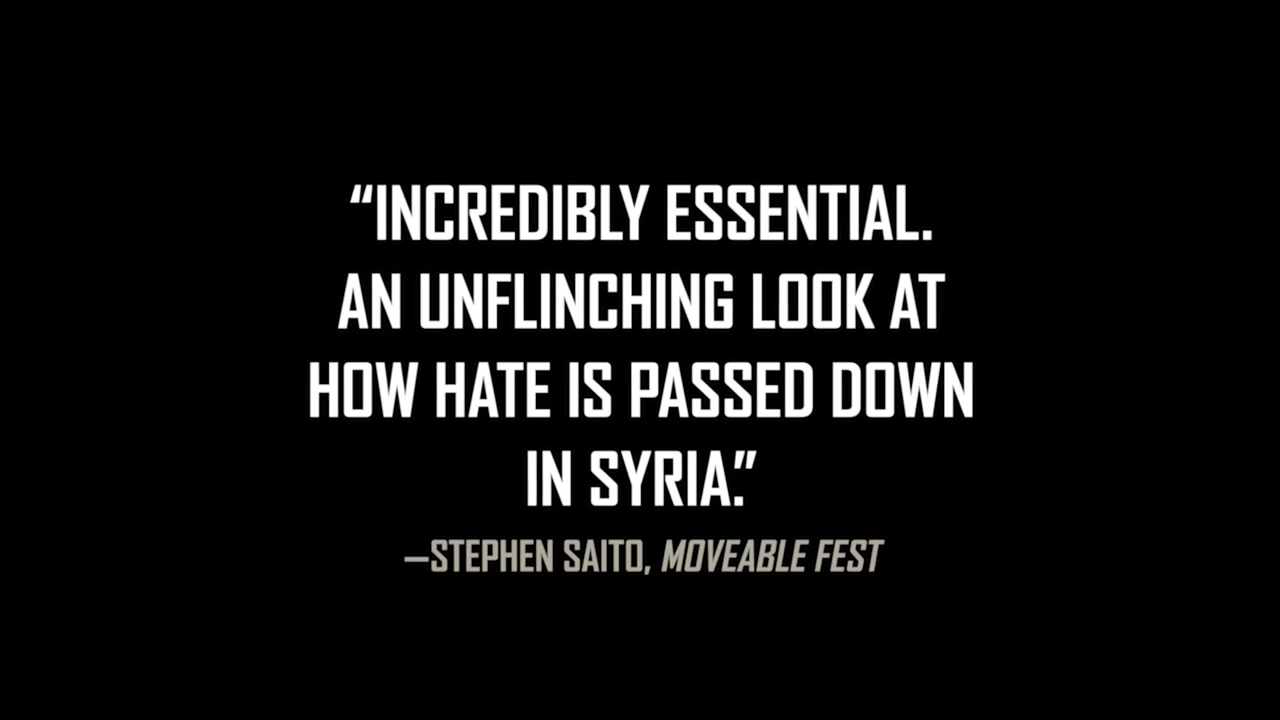 “INCREDIBLY ESSENTIAL.
AN UNFLINCHING LOOK AT
HOW HATE IS PASSED DOWN
IN SYRIA.”
—STEPHEN SAITO, MOVEABLE FEST